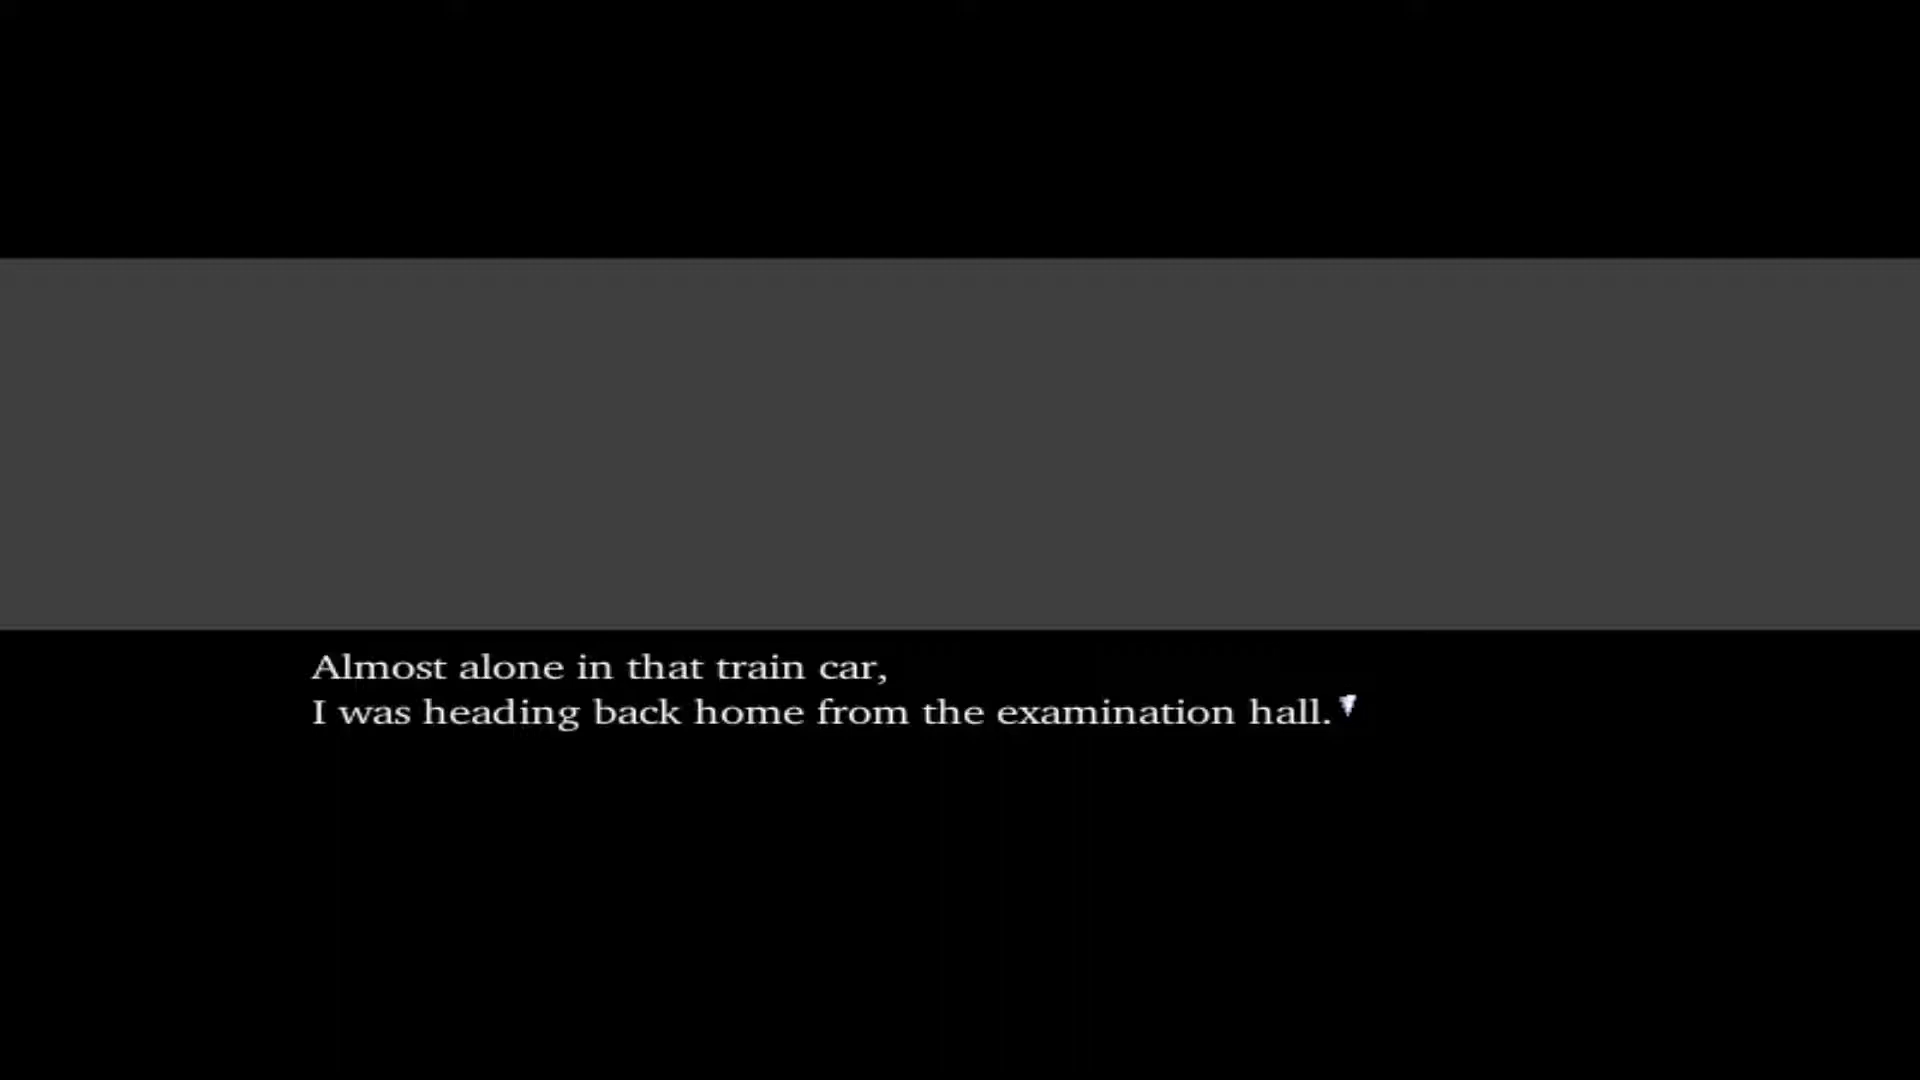 Almost alone in that train car,
I was heading back home from the examination hall.